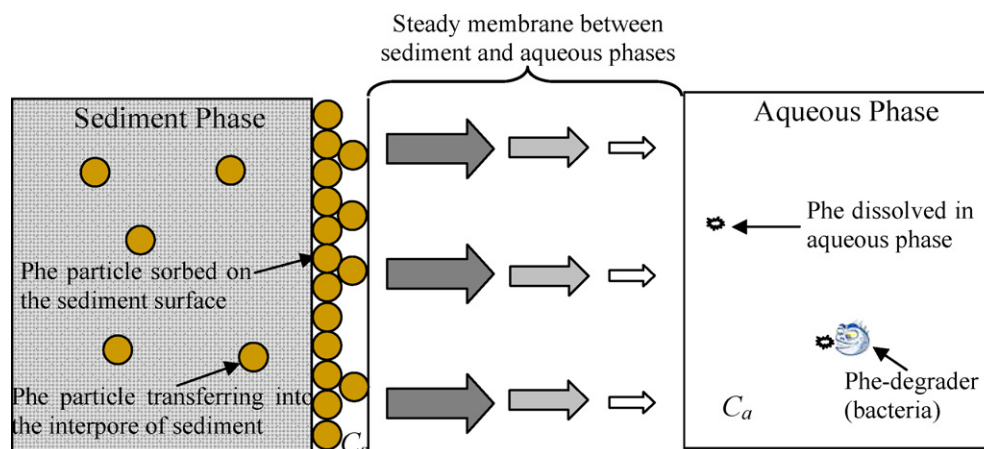 Steady membrane between
sediment and aqueous phases
Sediment Phase
Aqueous Phase
Phe dissolved in
aqueous phase
Phe particle sorbed on
the sediment surface
Phe particle transferring into
the interpore of sediment
Phe-degrader
(bacteria)
C
C_a